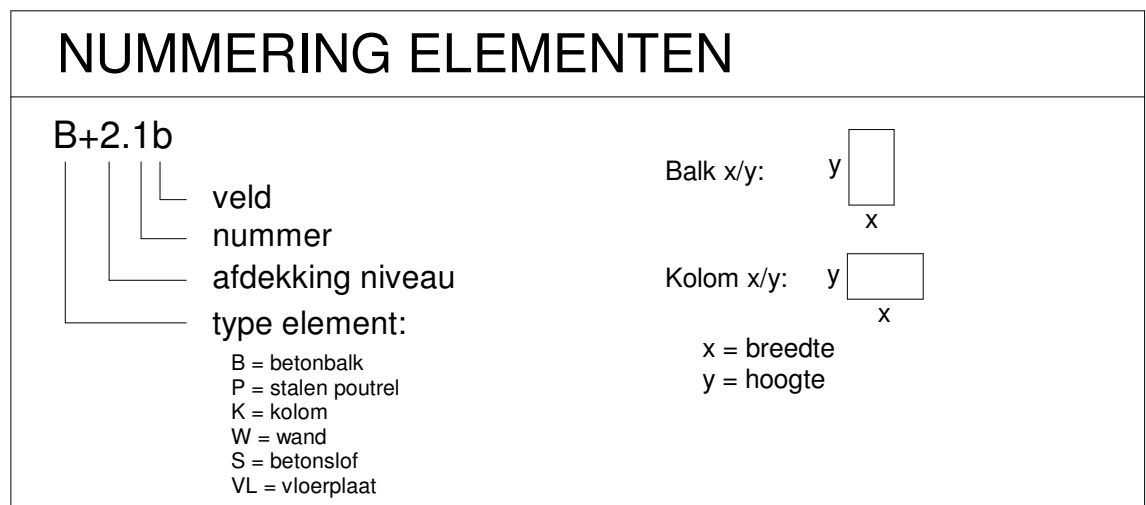 NUMMERING ELEMENTEN
B+2.1b
veld
nummer
afdekking niveau
type element:
B = betonbalk
P = stalen poutrel
K = kolom
W = wand
S = betonslof
VL = vloerplaat
Balk x/y:
y
x
Kolom x/y:
y
x
x = breedte
y = hoogte